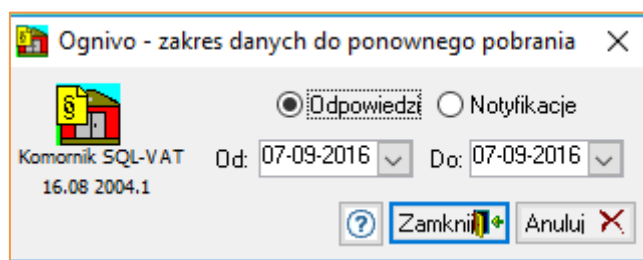 Ognivo - zakres danych do ponownego pobrania
§
Odpowiedzi Notyfikacje
Komornik SQL-VAT
16.08 2004.1
Od: 07-09-2016 Do: 07-09-2016
? Zamknij Anuluj